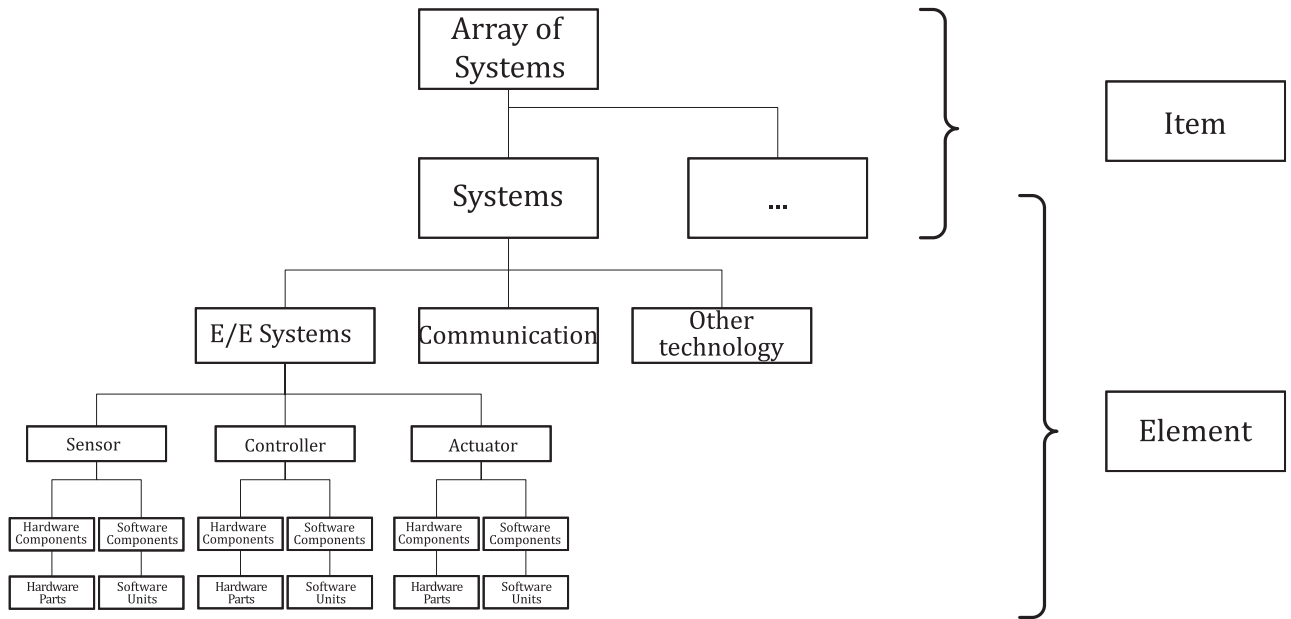 Array of
Systems
Item
Systems
...
E/E Systems
Communication
Other
technology
Element
Sensor
Controller
Actuator
Hardware
Components
Software
Components
Hardware
Components
Software
Components
Hardware
Components
Software
Components
Hardware
Parts
Software
Units
Hardware
Parts
Software
Units
Hardware
Parts
Software
Units